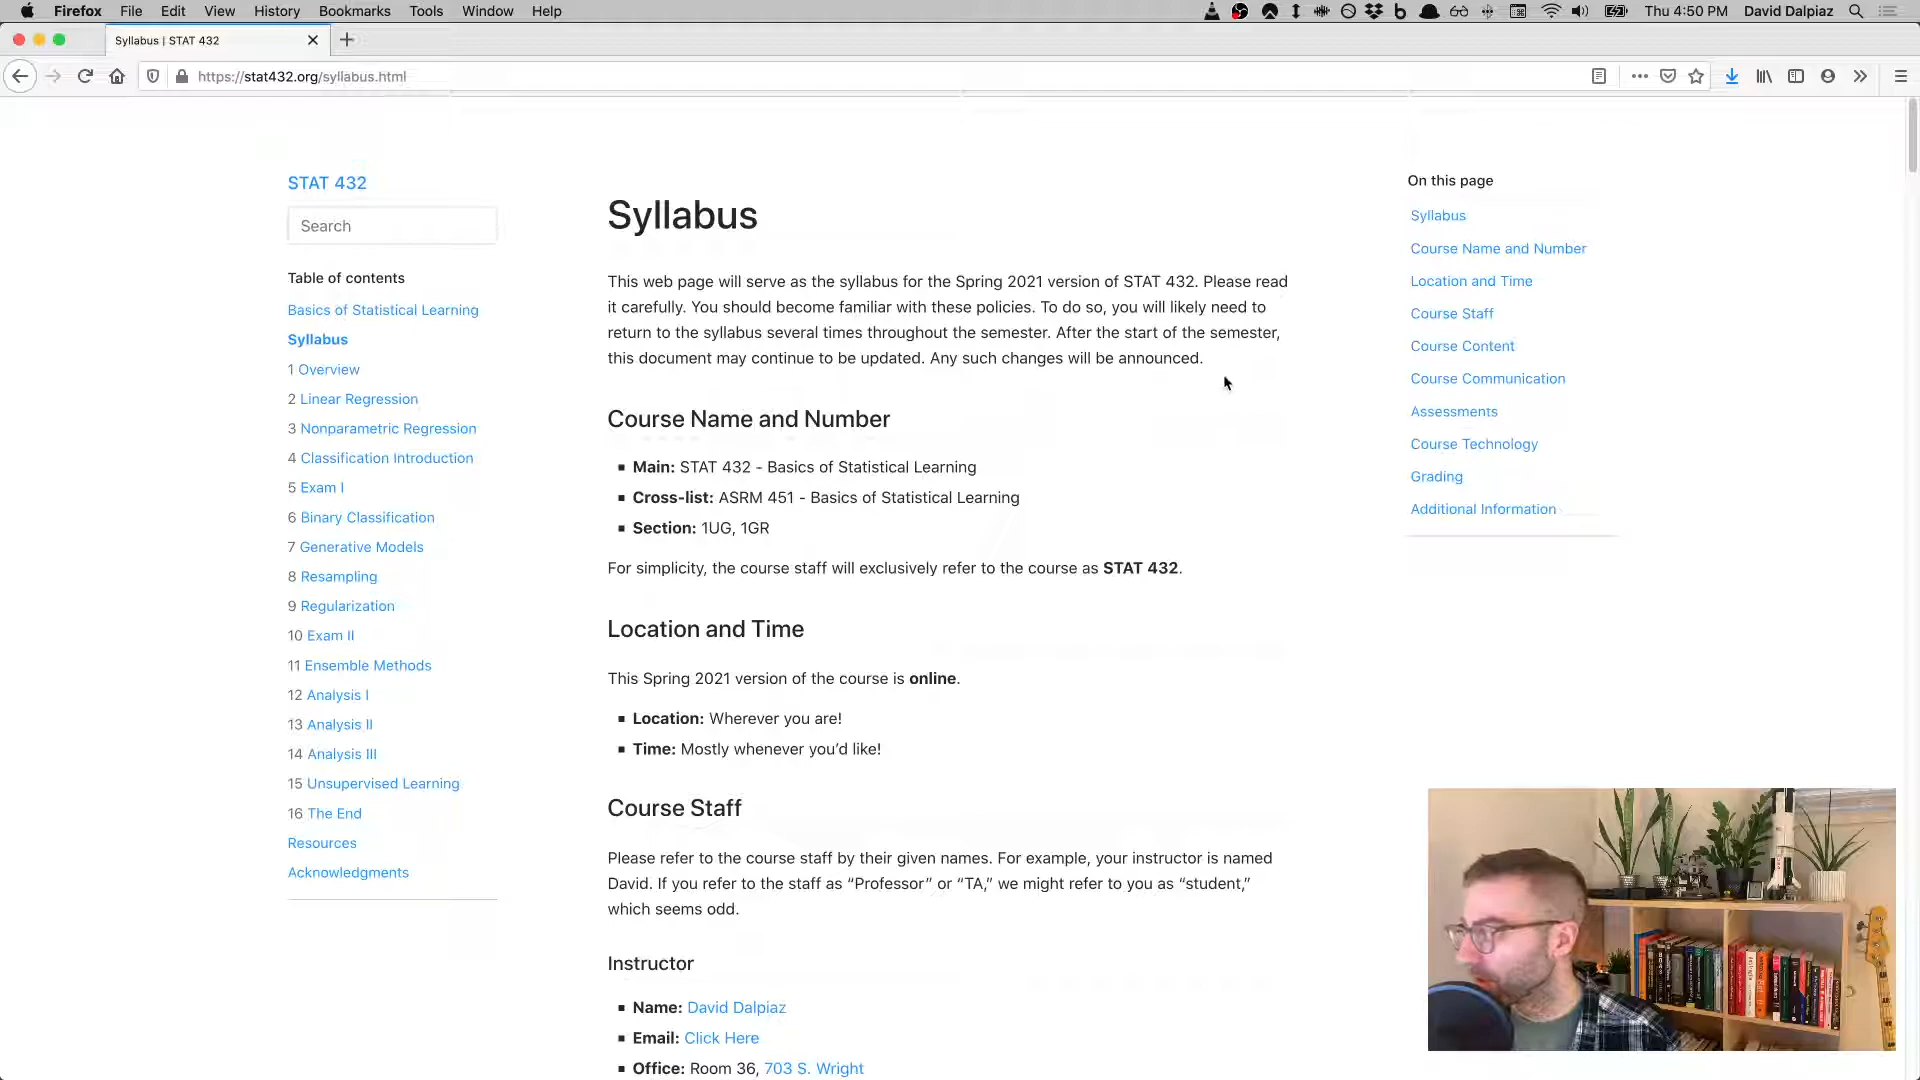 Firefox File Edit View History Bookmarks Tools Window Help Thu 4:50 PM David Dalpiaz
Syllabus | STAT 432
https://stat432.org/syllabus.html
STAT 432
Search
Table of contents
Basics of Statistical Learning
Syllabus
1 Overview
2 Linear Regression
3 Nonparametric Regression
4 Classification Introduction
5 Exam I
6 Binary Classification
7 Generative Models
8 Resampling
9 Regularization
10 Exam II
11 Ensemble Methods
12 Analysis I
13 Analysis II
14 Analysis III
15 Unsupervised Learning
16 The End
Resources
Acknowledgments
Syllabus
This web page will serve as the syllabus for the Spring 2021 version of STAT 432. Please read
it carefully. You should become familiar with these policies. To do so, you will likely need to
return to the syllabus several times throughout the semester. After the start of the semester,
this document may continue to be updated. Any such changes will be announced.
Course Name and Number
Main: STAT 432 - Basics of Statistical Learning
Cross-list: ASRM 451 - Basics of Statistical Learning
Section: 1UG, 1GR
For simplicity, the course staff will exclusively refer to the course as STAT 432.
Location and Time
This Spring 2021 version of the course is online.
Location: Wherever you are!
Time: Mostly whenever you’d like!
Course Staff
Please refer to the course staff by their given names. For example, your instructor is named
David. If you refer to the staff as “Professor” or “TA,” we might refer to you as “student,”
which seems odd.
Instructor
Name: David Dalpiaz
Email: Click Here
Office: Room 36, 703 S. Wright
On this page
Syllabus
Course Name and Number
Location and Time
Course Staff
Course Content
Course Communication
Assessments
Course Technology
Grading
Additional Information